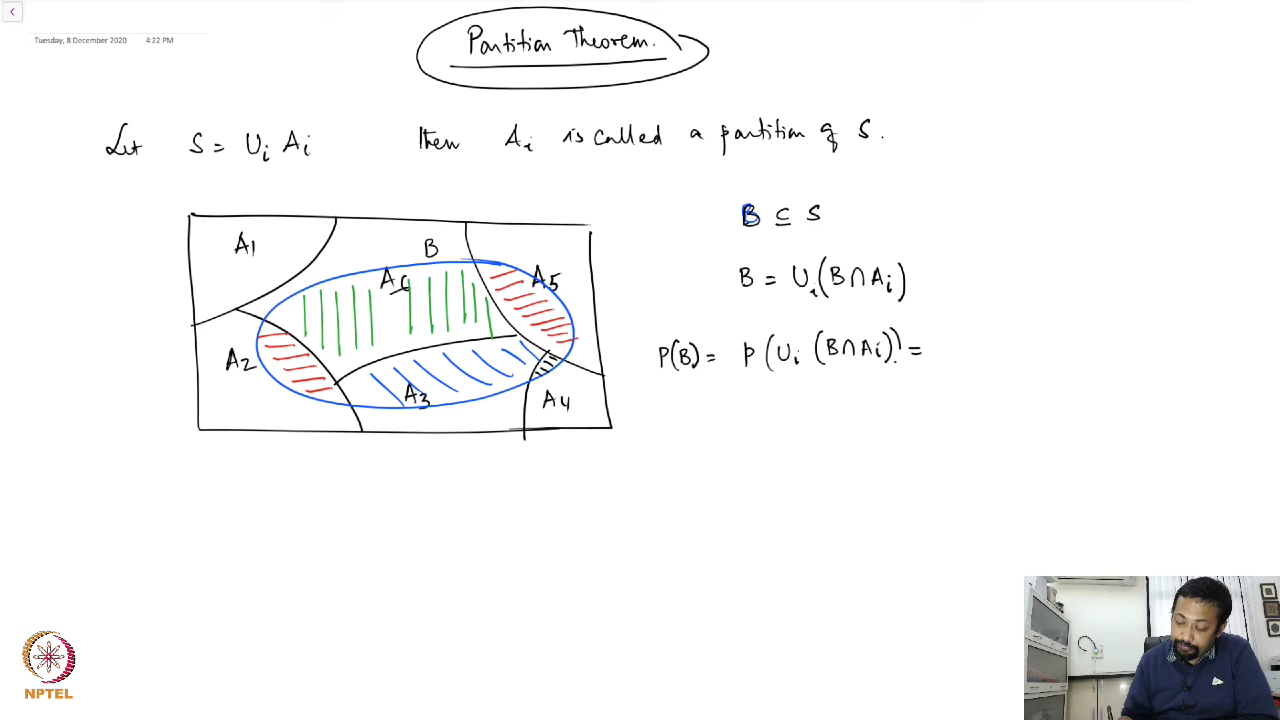 Tuesday, 8 December 2020 4:22 PM
Partition Theorem.
Let S = ∪i Ai then Ai is called a partition of S.
B ⊆ S
A1 B A6 A5
B = ∪i (B∩Ai)
A2 A3 A4
P(B) = P(∪i (B∩Ai)) =
NPTEL